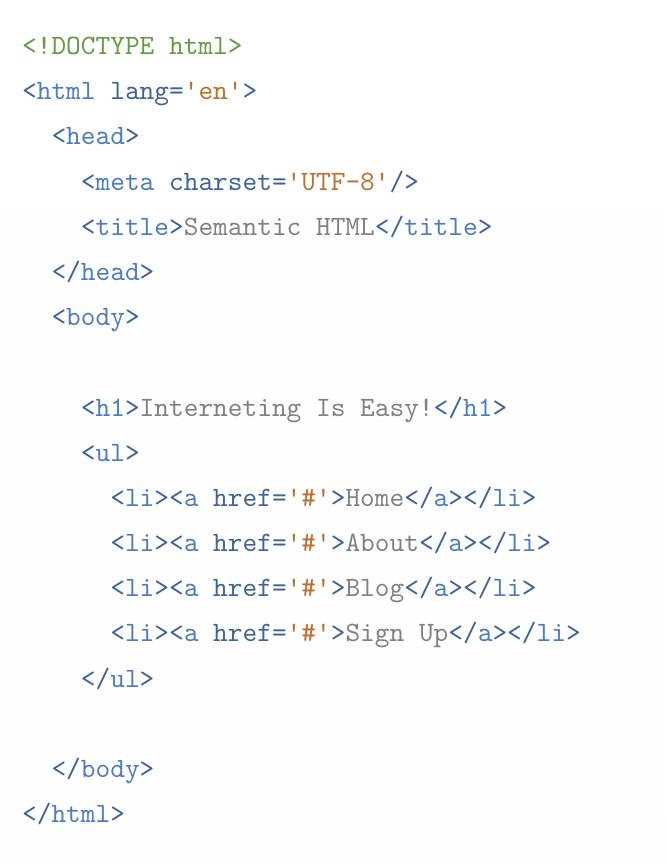 <!DOCTYPE html>
<html lang='en'>
  <head>
    <meta charset='UTF-8'/>
    <title>Semantic HTML</title>
  </head>
  <body>

    <h1>Interneting Is Easy!</h1>
    <ul>
      <li><a href='#'>Home</a></li>
      <li><a href='#'>About</a></li>
      <li><a href='#'>Blog</a></li>
      <li><a href='#'>Sign Up</a></li>
    </ul>

  </body>
</html>